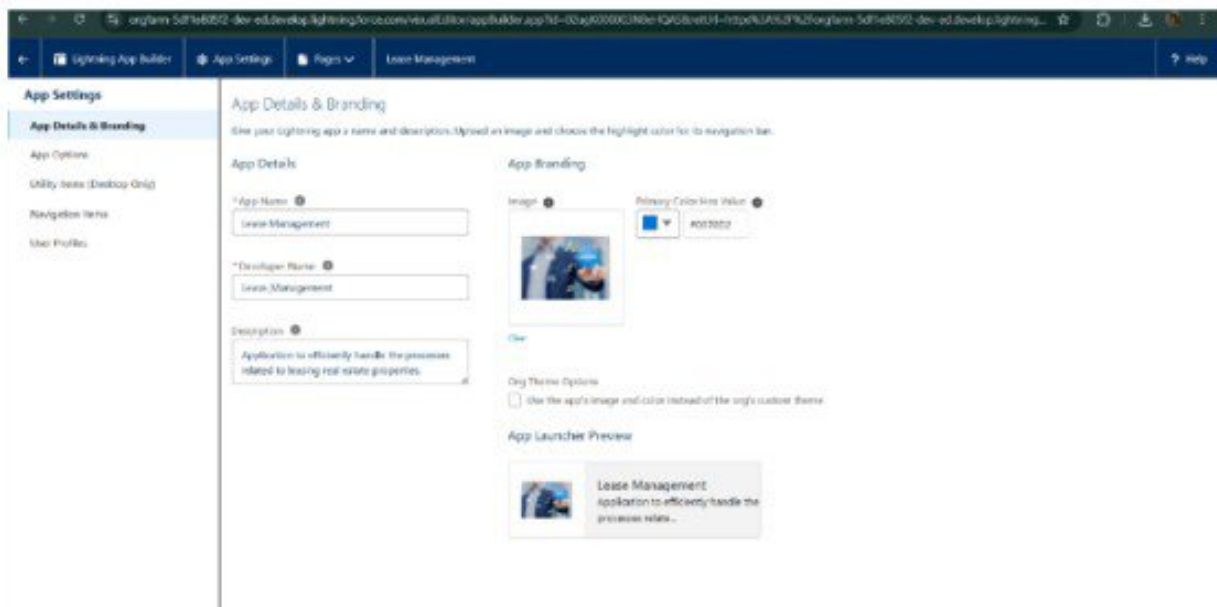 Lightning App Builder
App Settings
Pages
Lease Management
? Help
App Settings
App Details & Branding
App Options
Utility Items (Desktop Only)
Navigation Items
User Profiles
App Details & Branding
Give your Lightning app a name and description. Upload an image and choose the highlight color for its navigation bar.
App Details
*App Name
Lease Management
*Developer Name
Lease_Management
Description
Application to efficiently handle the processes
related to leasing real estate properties.
App Branding
Image
Primary Color Hex Value
Clear
Org Theme Options
Use the app's image and color instead of the org's custom theme
App Launcher Preview
Lease Management
Application to efficiently handle the
processes relate...